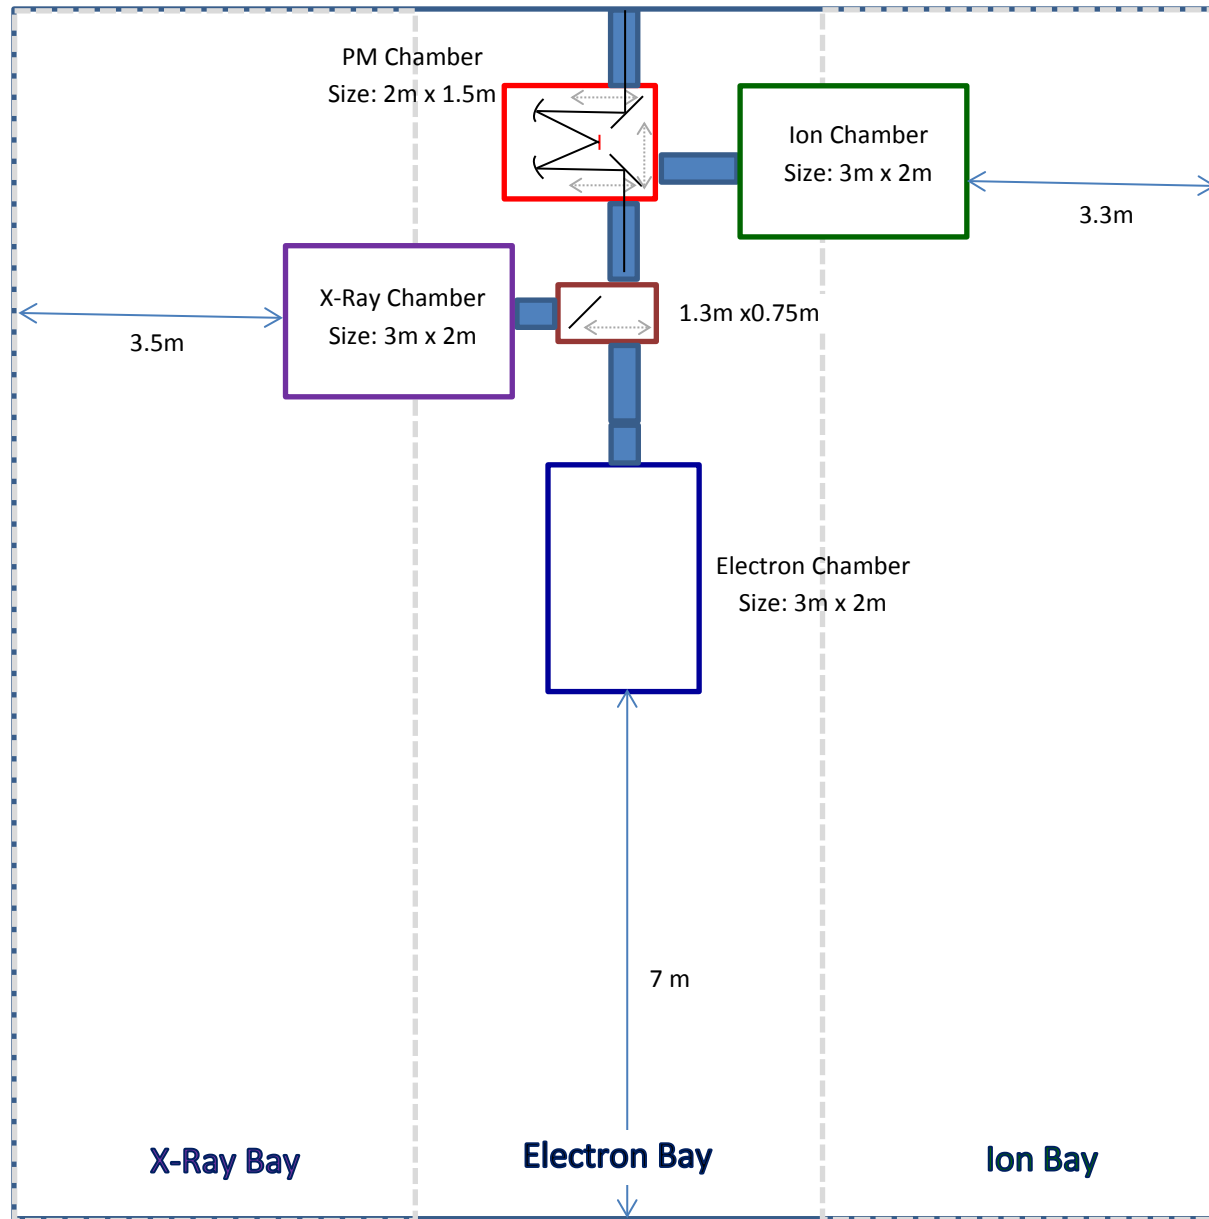 PM Chamber
Size: 2m x 1.5m
Ion Chamber
Size: 3m x 2m
3.3m
X-Ray Chamber
Size: 3m x 2m
1.3m x0.75m
3.5m
Electron Chamber
Size: 3m x 2m
7 m
X-Ray Bay
Electron Bay
Ion Bay